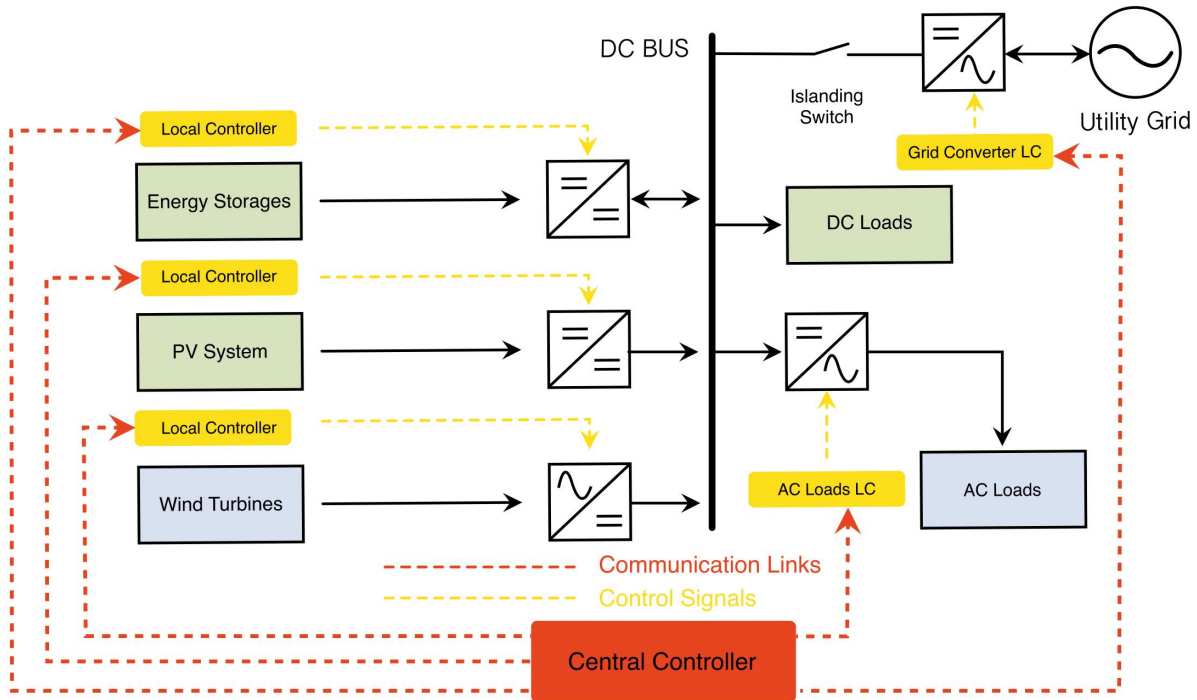 DC BUS
Islanding
Switch
Utility Grid
Local Controller
Grid Converter LC
Energy Storages
DC Loads
Local Controller
PV System
Local Controller
Wind Turbines
AC Loads LC
AC Loads
Communication Links
Control Signals
Central Controller